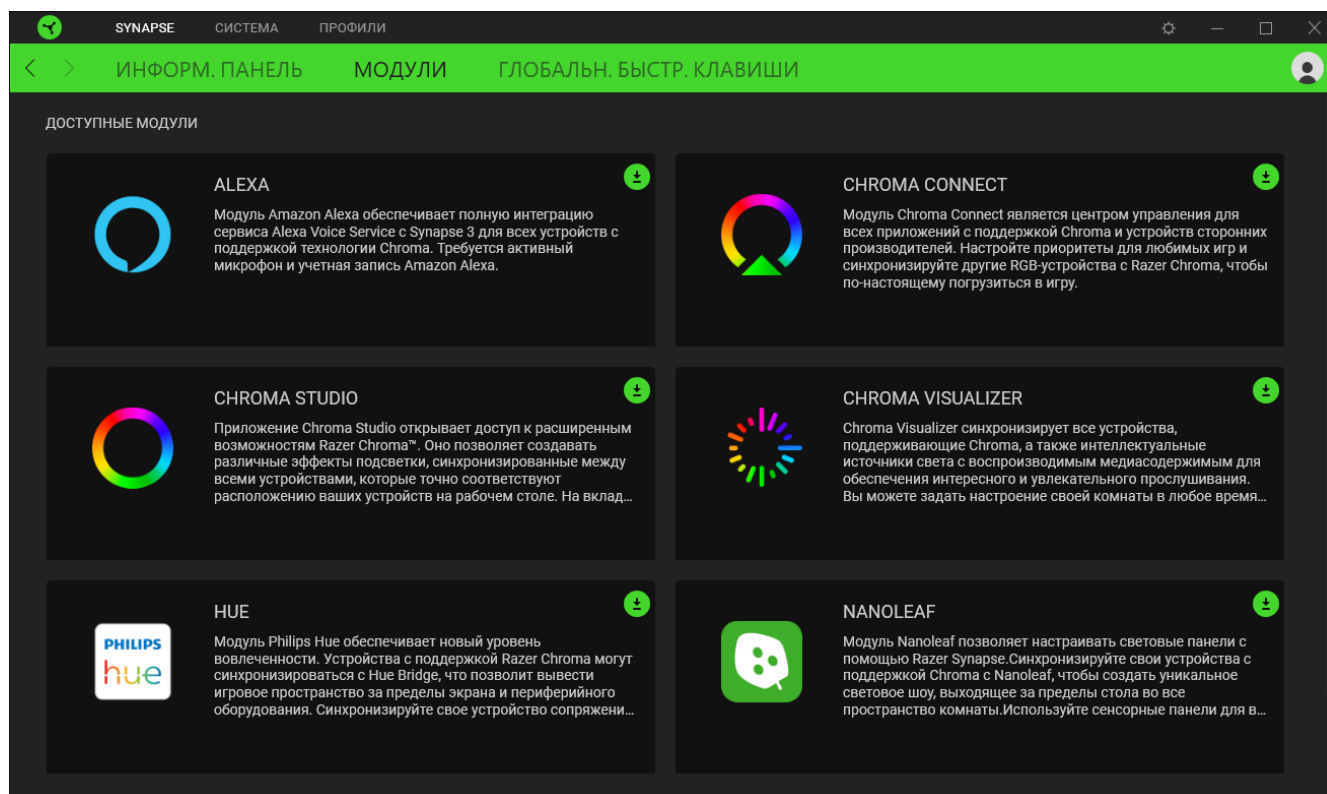 SYNAPSE СИСТЕМА ПРОФИЛИ
ИНФОРМ. ПАНЕЛЬ МОДУЛИ ГЛОБАЛЬН. БЫСТР. КЛАВИШИ
ДОСТУПНЫЕ МОДУЛИ
ALEXA
Модуль Amazon Alexa обеспечивает полную интеграцию
сервиса Alexa Voice Service с Synapse 3 для всех устройств с
поддержкой технологии Chroma. Требуется активный
микрофон и учетная запись Amazon Alexa.
CHROMA CONNECT
Модуль Chroma Connect является центром управления для
всех приложений с поддержкой Chroma и устройств сторонних
производителей. Настройте приоритеты для любимых игр и
синхронизируйте другие RGB-устройства с Razer Chroma, чтобы
по-настоящему погрузиться в игру.
CHROMA STUDIO
Приложение Chroma Studio открывает доступ к расширенным
возможностям Razer Chroma™. Оно позволяет создавать
различные эффекты подсветки, синхронизированные между
всеми устройствами, которые точно соответствуют
расположению ваших устройств на рабочем столе. На вклад...
CHROMA VISUALIZER
Chroma Visualizer синхронизирует все устройства,
поддерживающие Chroma, а также интеллектуальные
источники света с воспроизводимым медиасодержимым для
обеспечения интересного и увлекательного прослушивания.
Вы можете задать настроение своей комнаты в любое время...
PHILIPS
hue
HUE
Модуль Philips Hue обеспечивает новый уровень
вовлеченности. Устройства с поддержкой Razer Chroma могут
синхронизироваться с Hue Bridge, что позволит вывести
игровое пространство за пределы экрана и периферийного
оборудования. Синхронизируйте свое устройство сопряжени...
NANOLEAF
Модуль Nanoleaf позволяет настраивать световые панели с
помощью Razer Synapse.Синхронизируйте свои устройства с
поддержкой Chroma с Nanoleaf, чтобы создать уникальное
световое шоу, выходящее за пределы стола во все
пространство комнаты.Используйте сенсорные панели для в...